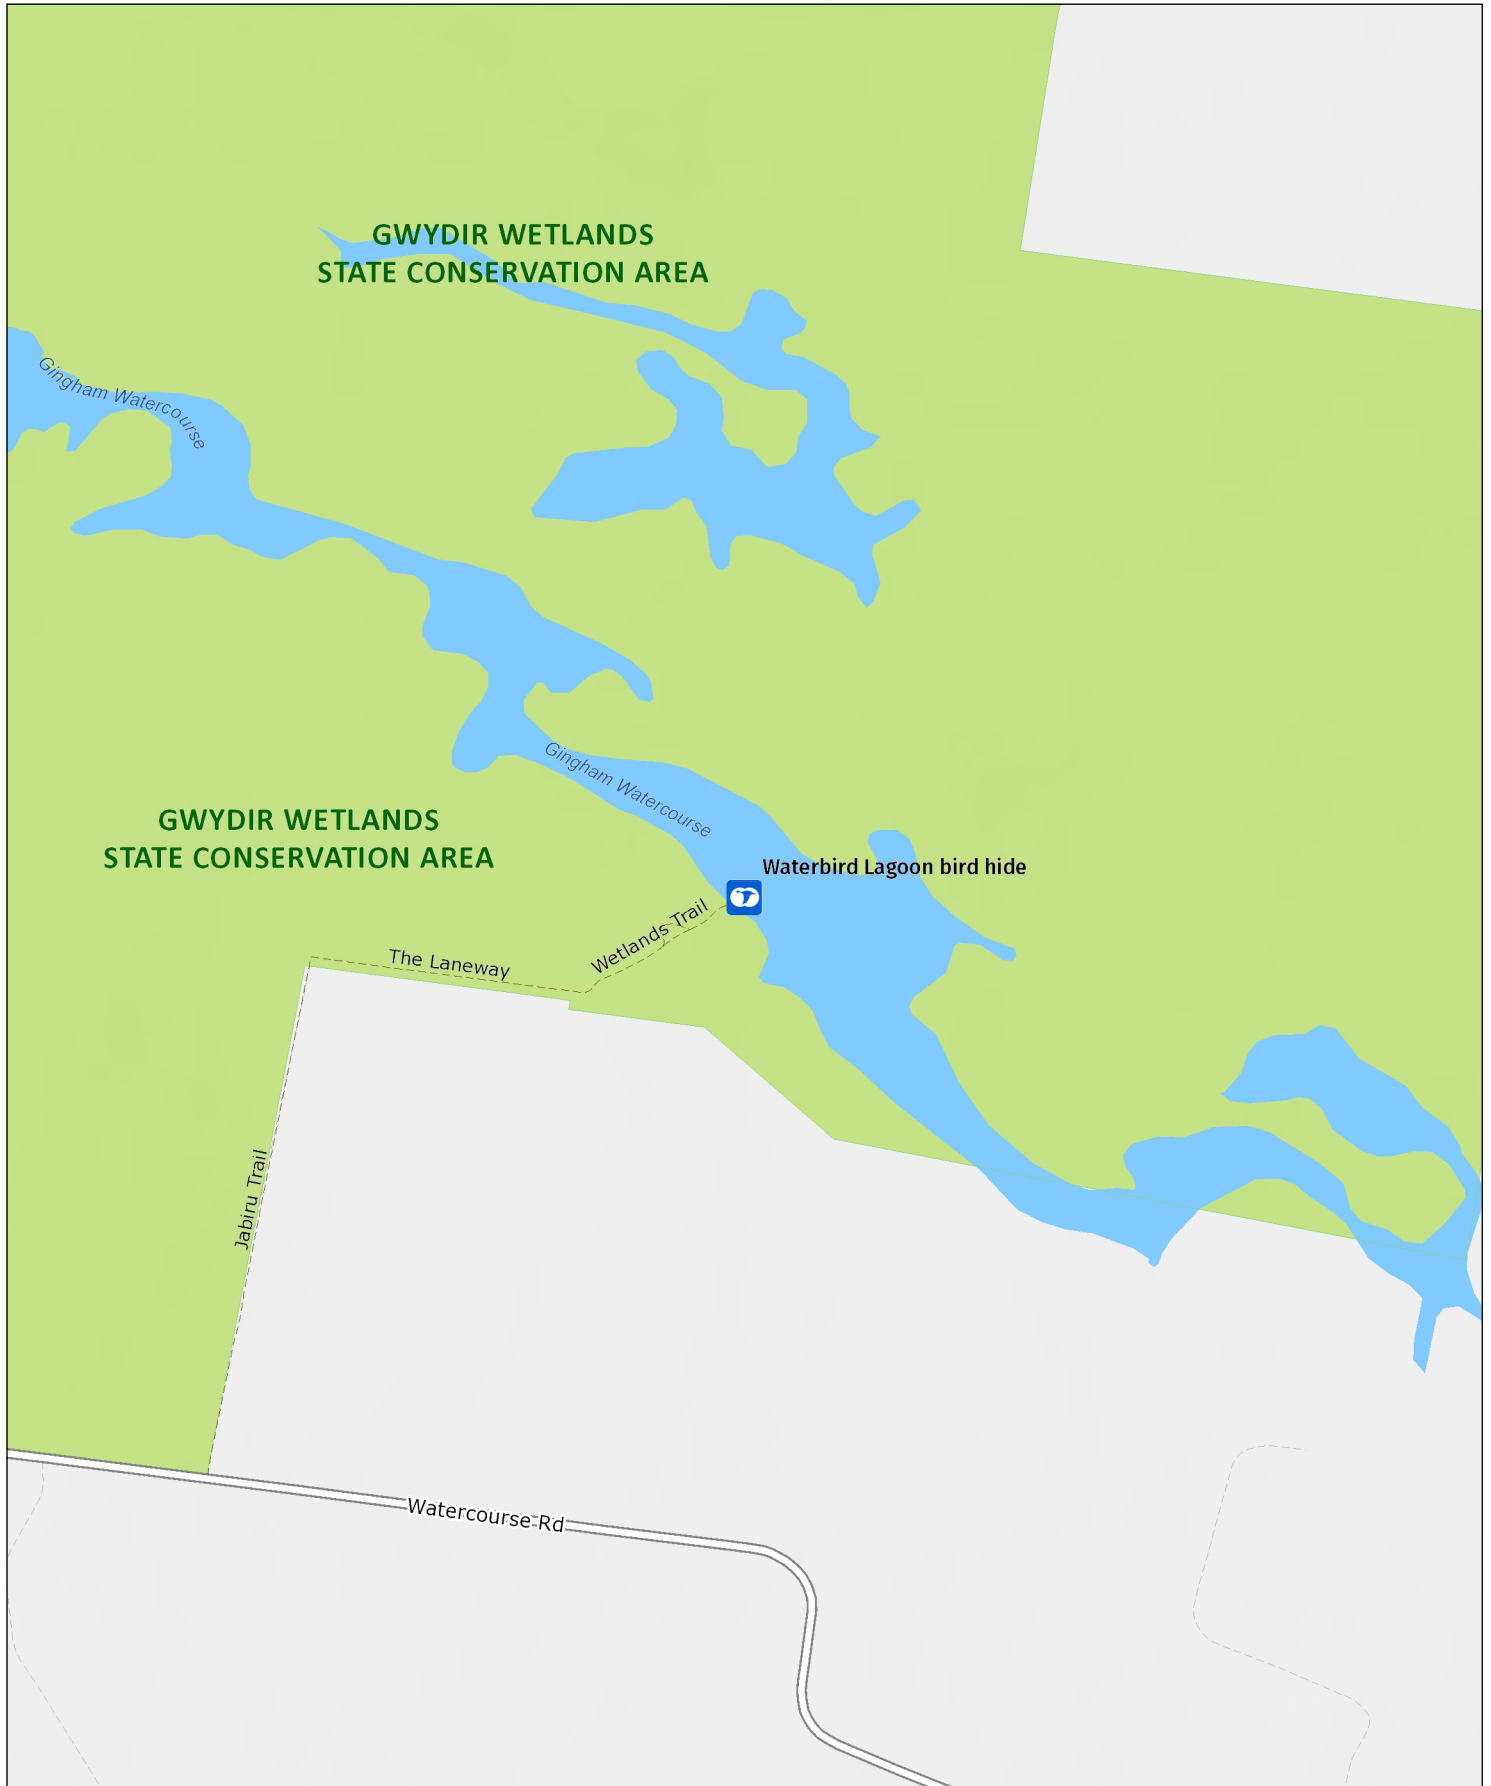 GWYDIR WETLANDS
STATE CONSERVATION AREA
Gingham Watercourse
Gingham Watercourse
GWYDIR WETLANDS
STATE CONSERVATION AREA
Waterbird Lagoon bird hide
Wetlands Trail
The Laneway
Jabiru Trail
Watercourse Rd